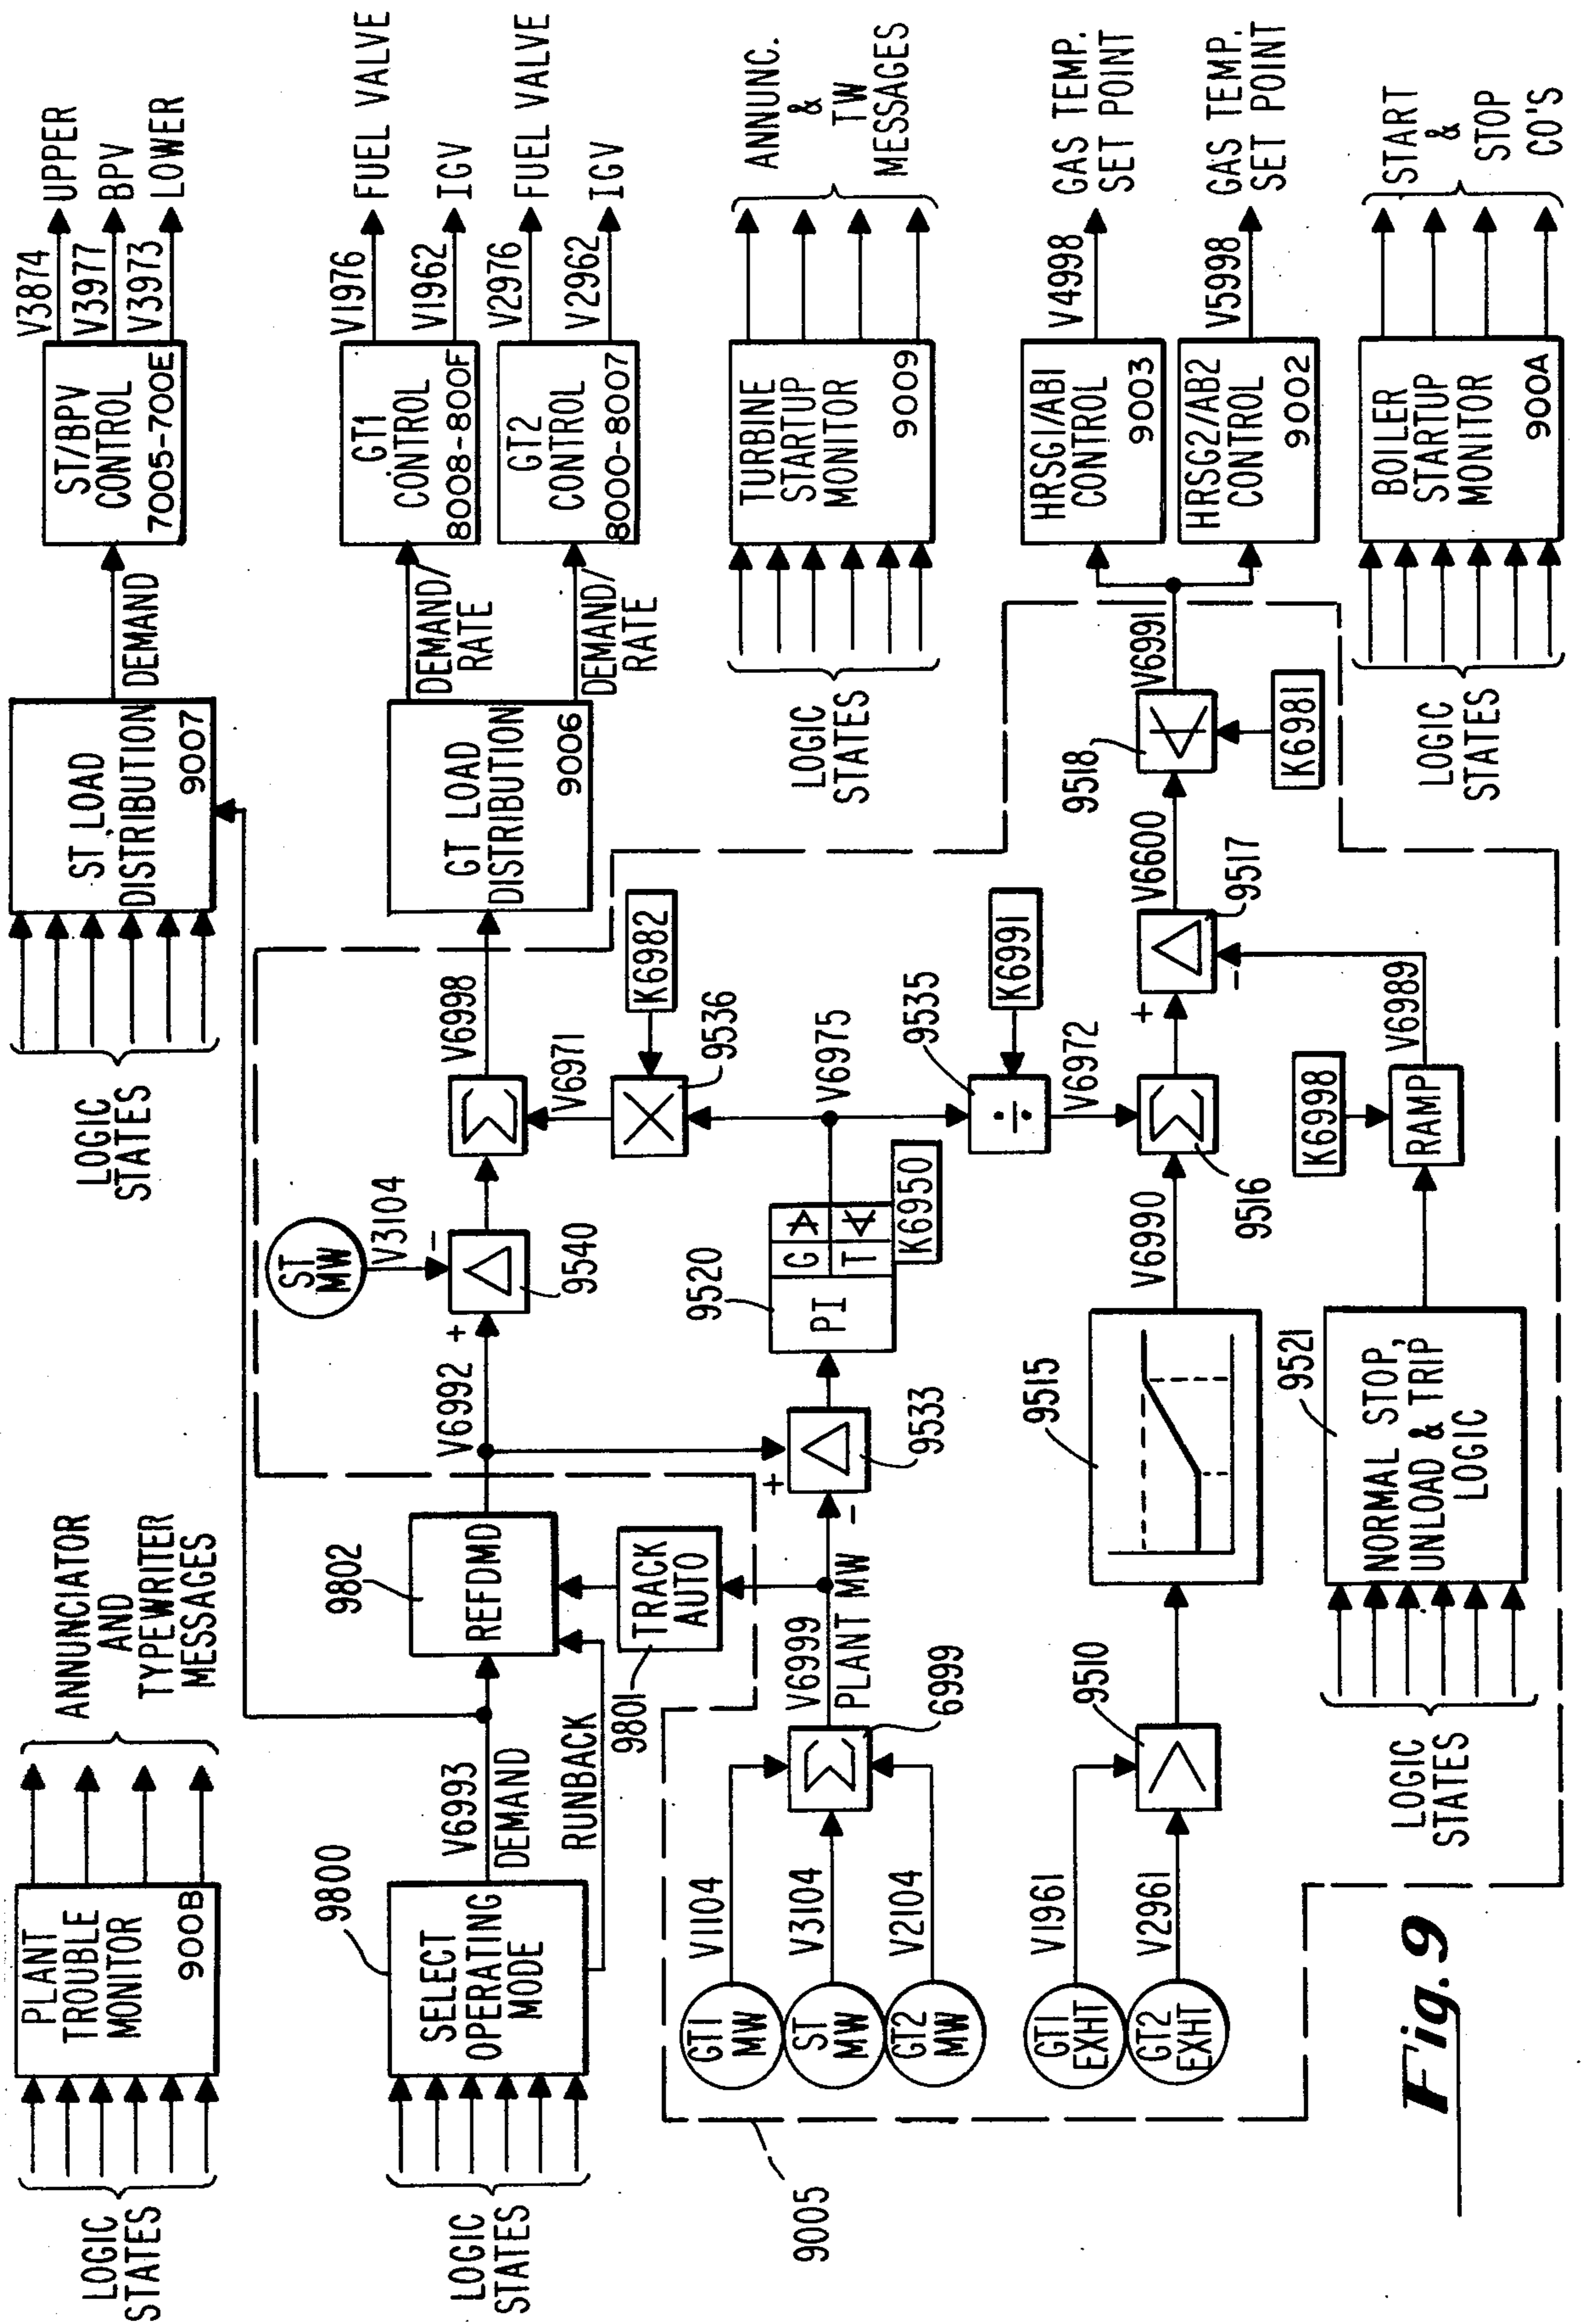 PLANT
TROUBLE
MONITOR
900B
LOGIC
STATES
ANNUNCIATOR
AND
TYPEWRITER
MESSAGES
LOGIC
STATES
ST LOAD
DISTRIBUTION
9007
DEMAND
ST/BPV
CONTROL
7005-700E
V3874
UPPER
V3977
BPV
V3973
LOWER
LOGIC
STATES
9800
SELECT
OPERATING
MODE
V6993
DEMAND
RUNBACK
9802
REFDMD
9801
TRACK
AUTO
V6992
+
ST
MW
V3104
-
Δ
9540
Σ
V6998
V6971
K6982
X
9536
GT LOAD
DISTRIBUTION
9006
DEMAND/
RATE
DEMAND/
RATE
GT1
CONTROL
8008-800F
V1976
FUEL VALVE
V1962
IGV
GT2
CONTROL
8000-8007
V2976
FUEL VALVE
V2962
IGV
9005
GT1
MW
V1104
ST
MW
V3104
GT2
MW
V2104
Σ
6999
V6999
PLANT MW
+
-
Δ
9533
9520
PI
G
T
K6950
V6975
÷
9535
K6991
V6972
LOGIC
STATES
TURBINE
STARTUP
MONITOR
9009
ANNUNC.
&
TW
MESSAGES
GT1
EXHT
V1961
GT2
EXHT
V2961
>
9510
9515
V6990
Σ
9516
+
-
Δ
9517
V6600
9518
K6981
V6991
HRSG1/AB1
CONTROL
9003
V4998
GAS TEMP.
SET POINT
HRSG2/AB2
CONTROL
9002
V5998
GAS TEMP.
SET POINT
LOGIC
STATES
9521
NORMAL STOP,
UNLOAD & TRIP
LOGIC
K6998
RAMP
V6989
LOGIC
STATES
BOILER
STARTUP
MONITOR
900A
START
&
STOP
CO'S
Fig. 9